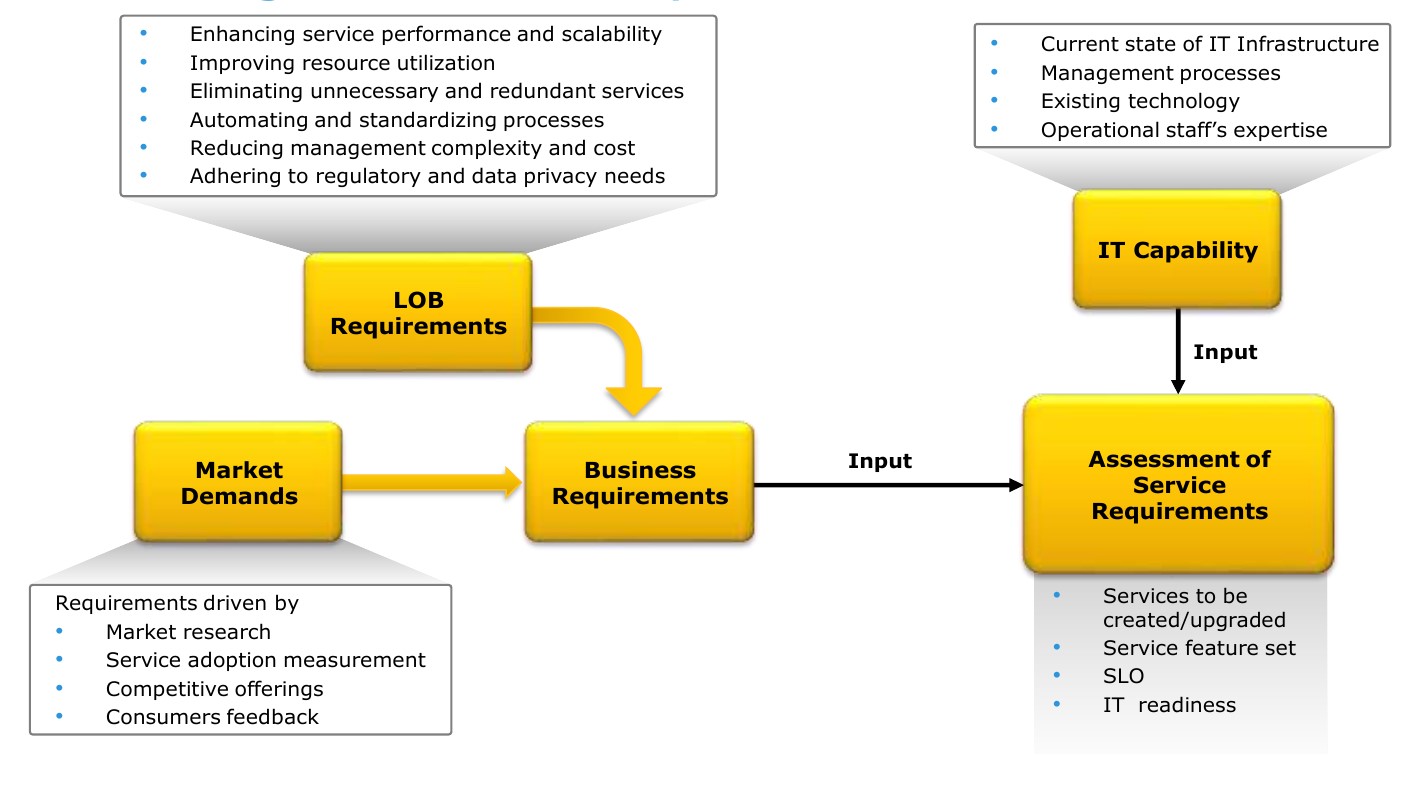 • Enhancing service performance and scalability
• Improving resource utilization
• Eliminating unnecessary and redundant services
• Automating and standardizing processes
• Reducing management complexity and cost
• Adhering to regulatory and data privacy needs
• Current state of IT Infrastructure
• Management processes
• Existing technology
• Operational staff’s expertise
IT Capability
LOB
Requirements
Input
Market
Demands
Business
Requirements
Input
Assessment of
Service
Requirements
Requirements driven by
• Market research
• Service adoption measurement
• Competitive offerings
• Consumers feedback
• Services to be
created/upgraded
• Service feature set
• SLO
• IT  readiness